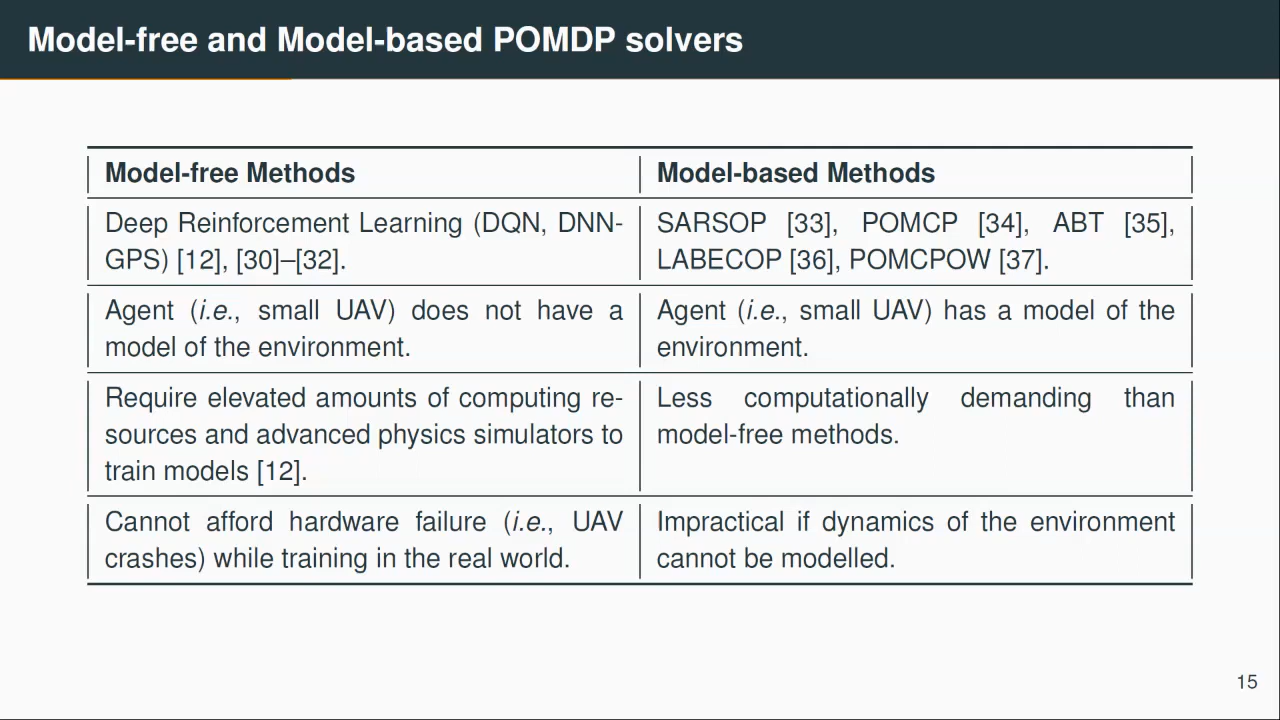 Model-free and Model-based POMDP solvers
Model-free Methods
Model-based Methods
Deep Reinforcement Learning (DQN, DNN-
GPS) [12], [30]–[32].
SARSOP [33], POMCP [34], ABT [35],
LABECOP [36], POMCPOW [37].
Agent (i.e., small UAV) does not have a
model of the environment.
Agent (i.e., small UAV) has a model of the
environment.
Require elevated amounts of computing re-
sources and advanced physics simulators to
train models [12].
Less computationally demanding than
model-free methods.
Cannot afford hardware failure (i.e., UAV
crashes) while training in the real world.
Impractical if dynamics of the environment
cannot be modelled.
15